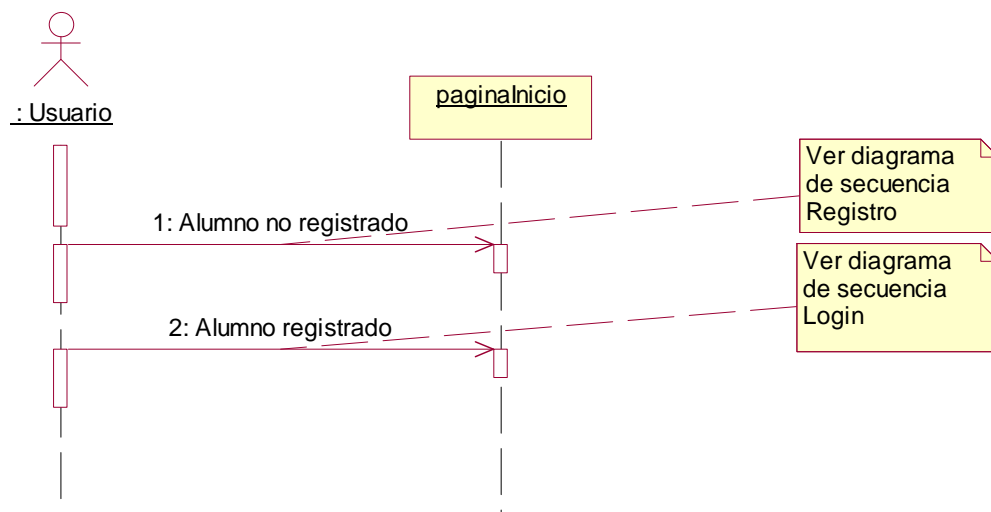 : Usuario
paginaInicio
Ver diagrama
de secuencia
Registro
1: Alumno no registrado
Ver diagrama
de secuencia
Login
2: Alumno registrado